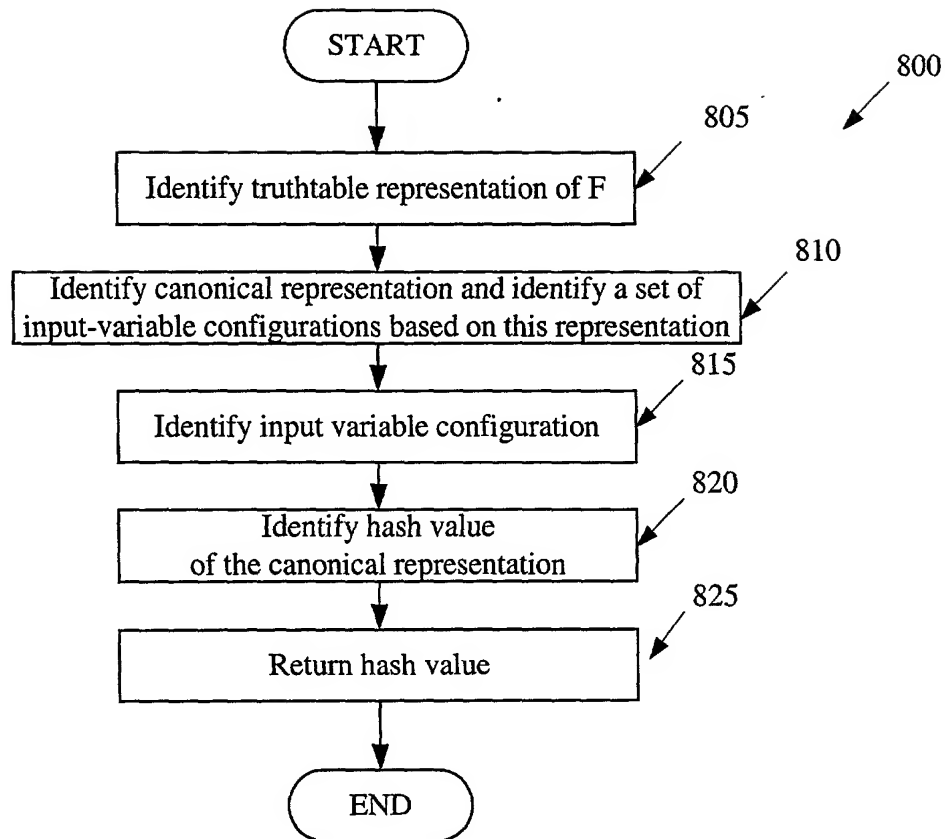 START
800
805
Identify truthtable representation of F
810
Identify canonical representation and identify a set of
input-variable configurations based on this representation
815
Identify input variable configuration
820
Identify hash value
of the canonical representation
825
Return hash value
END